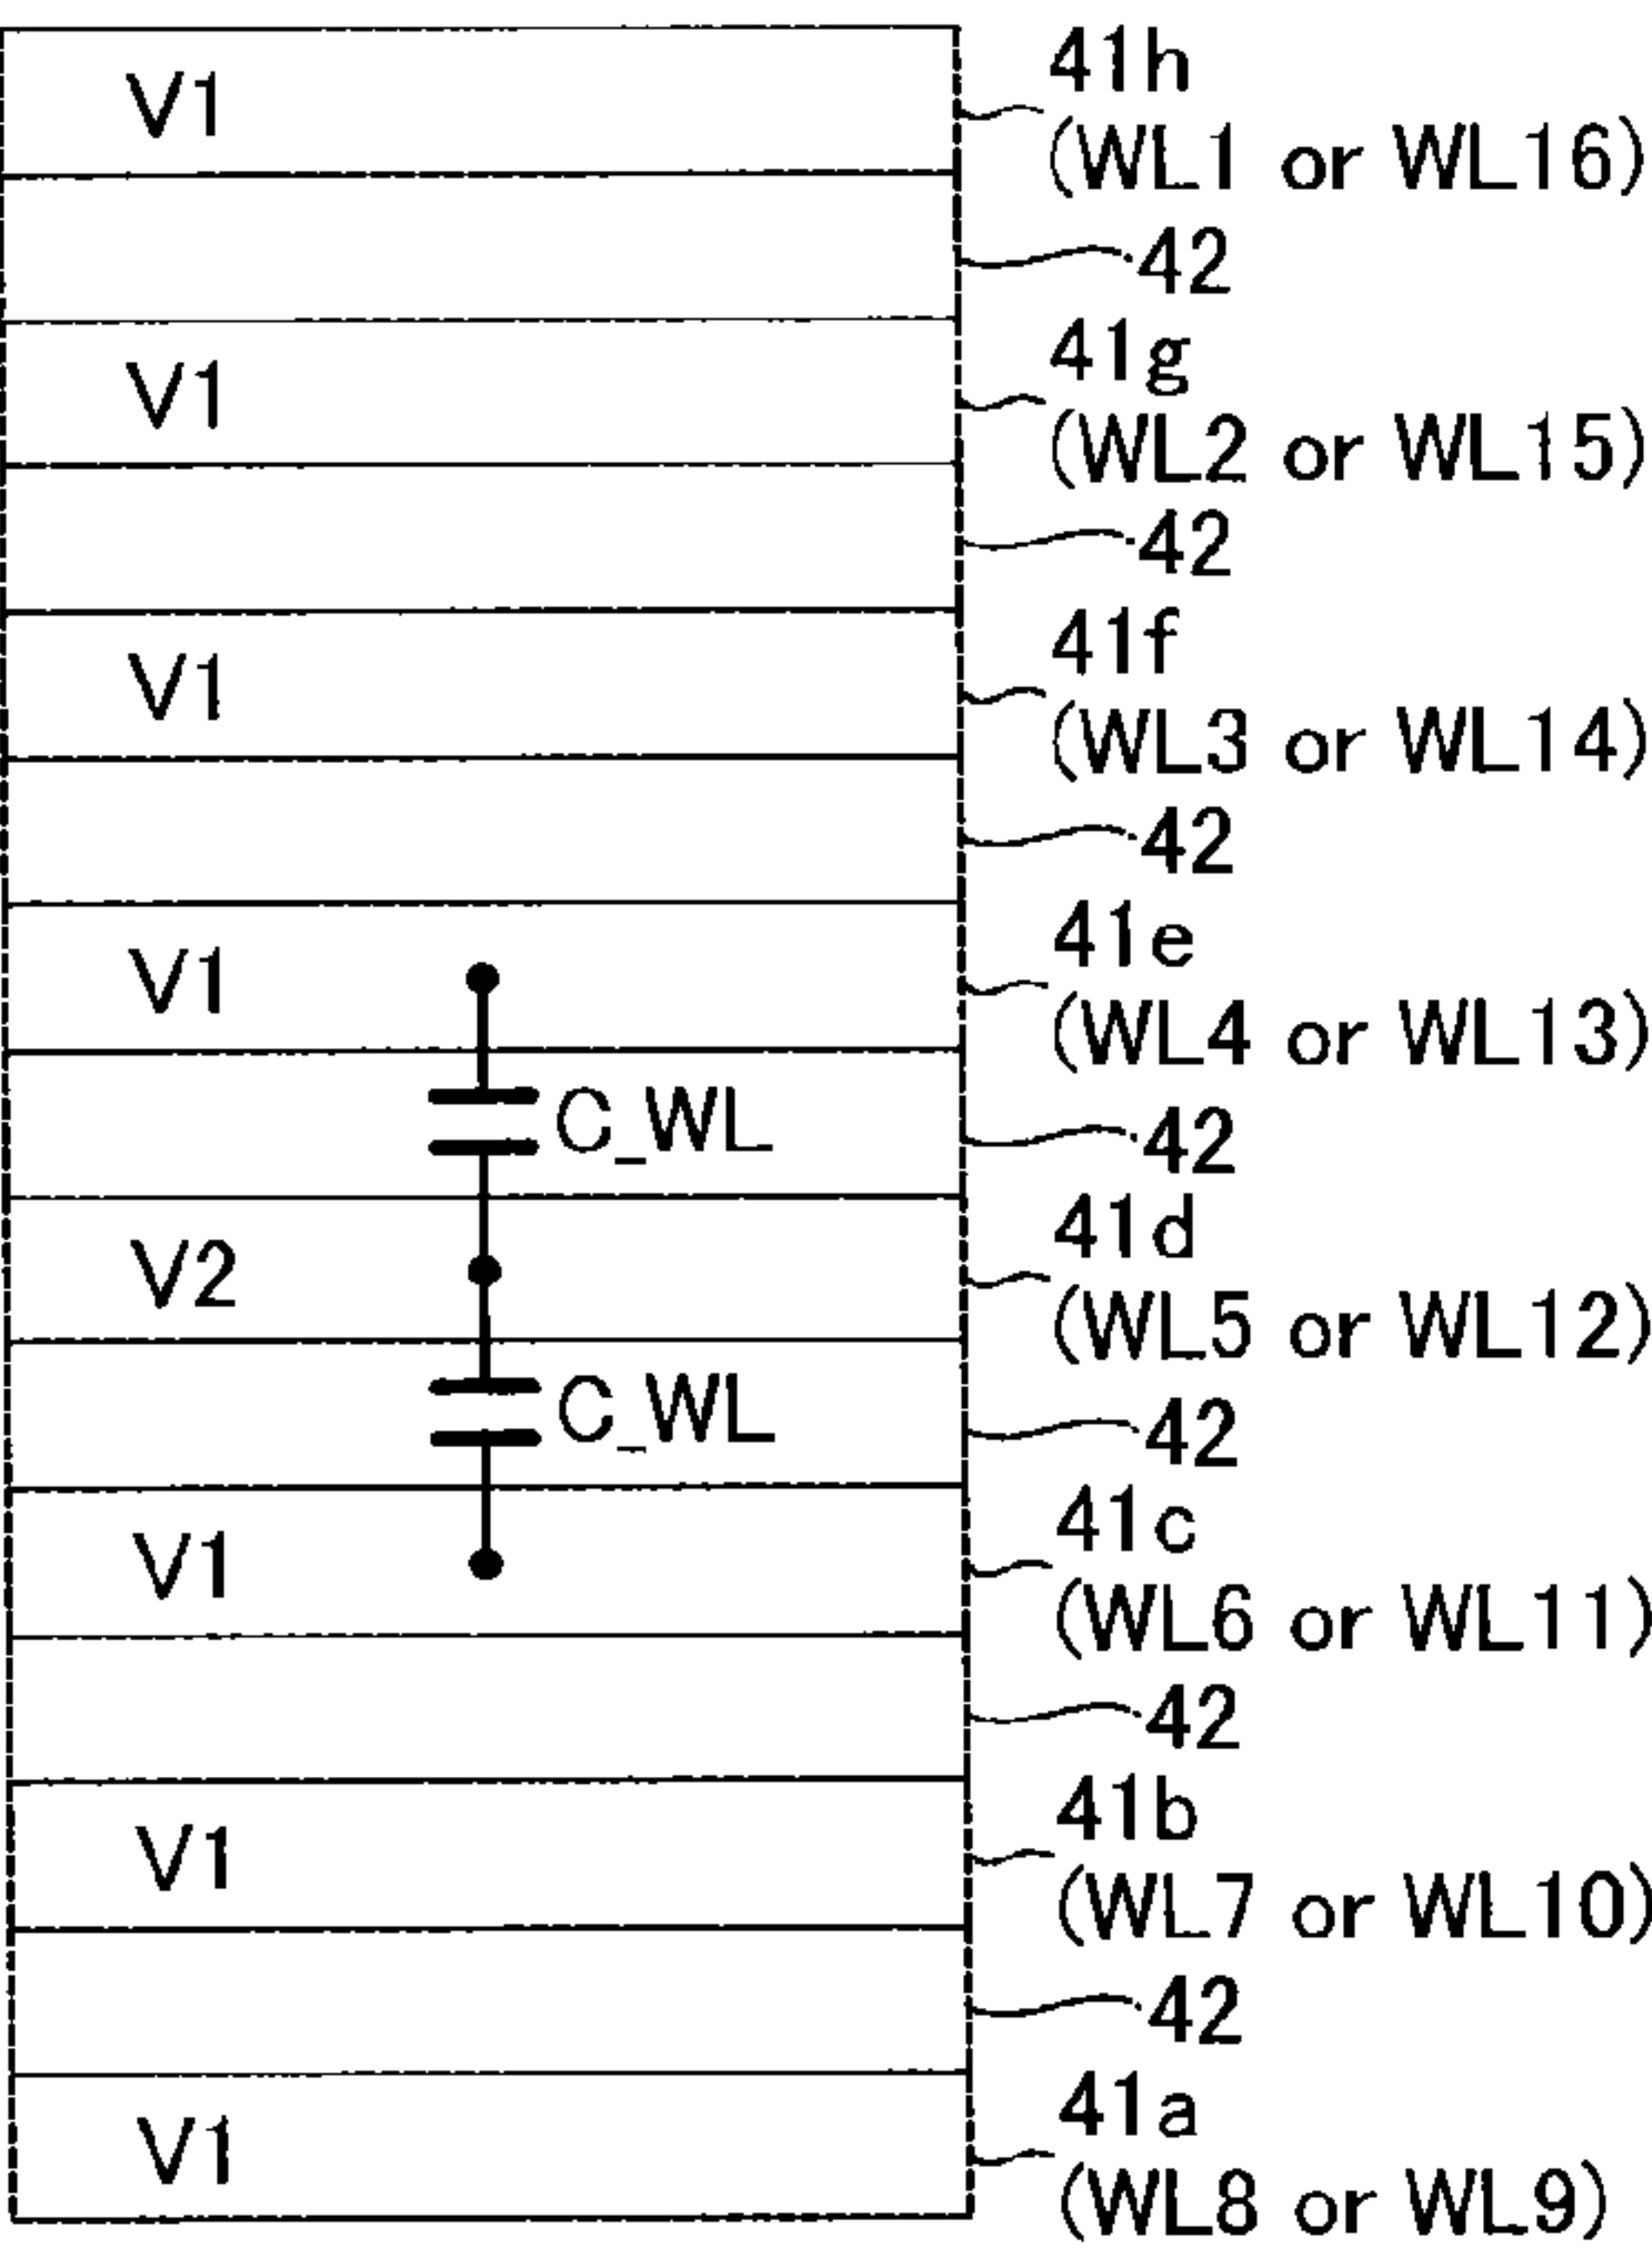 V1
41h
(WL1 or WL16)
42
V1
41g
(WL2 or WL15)
42
V1
41f
(WL3 or WL14)
42
V1
41e
(WL4 or WL13)
C_WL
42
V2
41d
(WL5 or WL12)
C_WL
42
V1
41c
(WL6 or WL11)
42
V1
41b
(WL7 or WL10)
42
V1
41a
(WL8 or WL9)